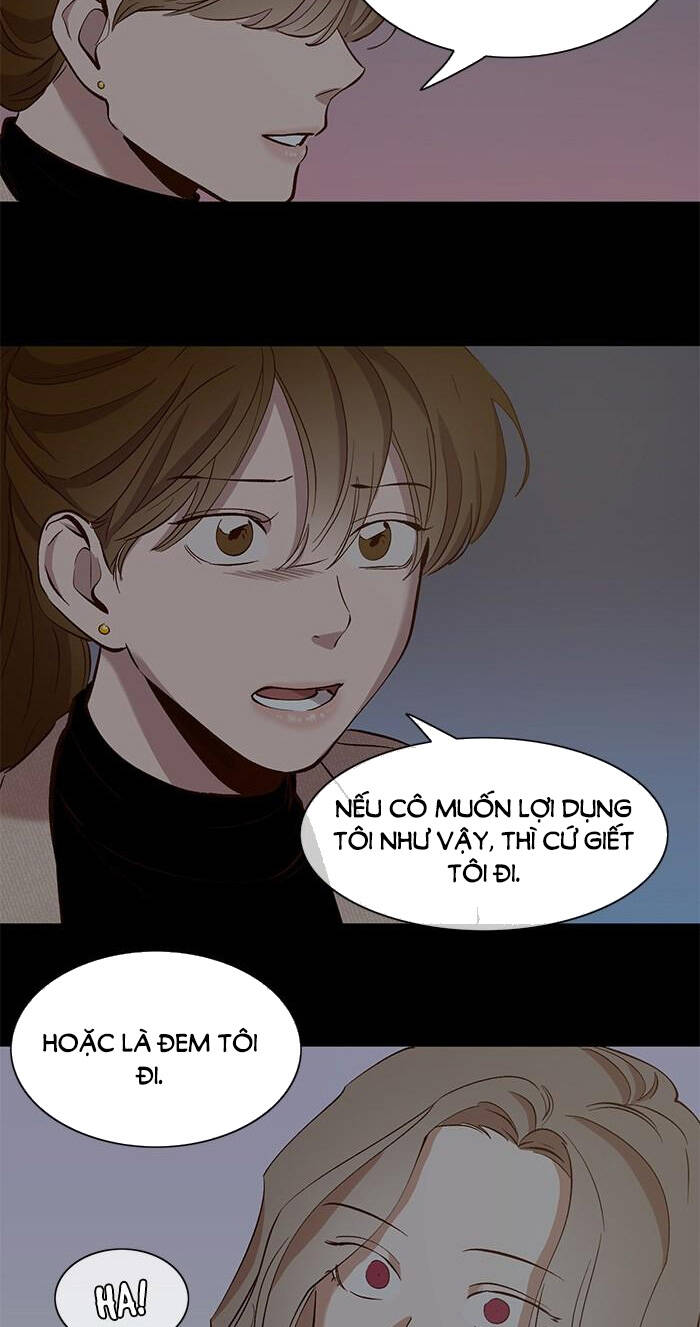 NẾU CÔ MUỐN LỢI DỤNG
TÔI NHƯ VẬY, THÌ CỨ GIẾT
TÔI ĐI.
HOẶC LÀ ĐEM TÔI
ĐI.
HA!